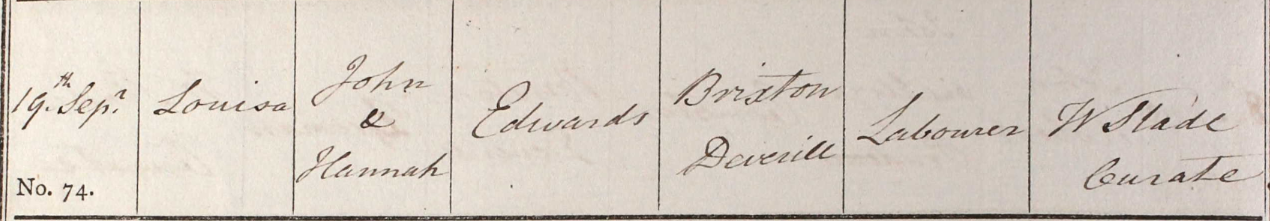 19th Sepr
No. 74.
Louisa
John
&
Hannah
Edwards
Brixton
Deverill
Labourer
W Slade
Curate